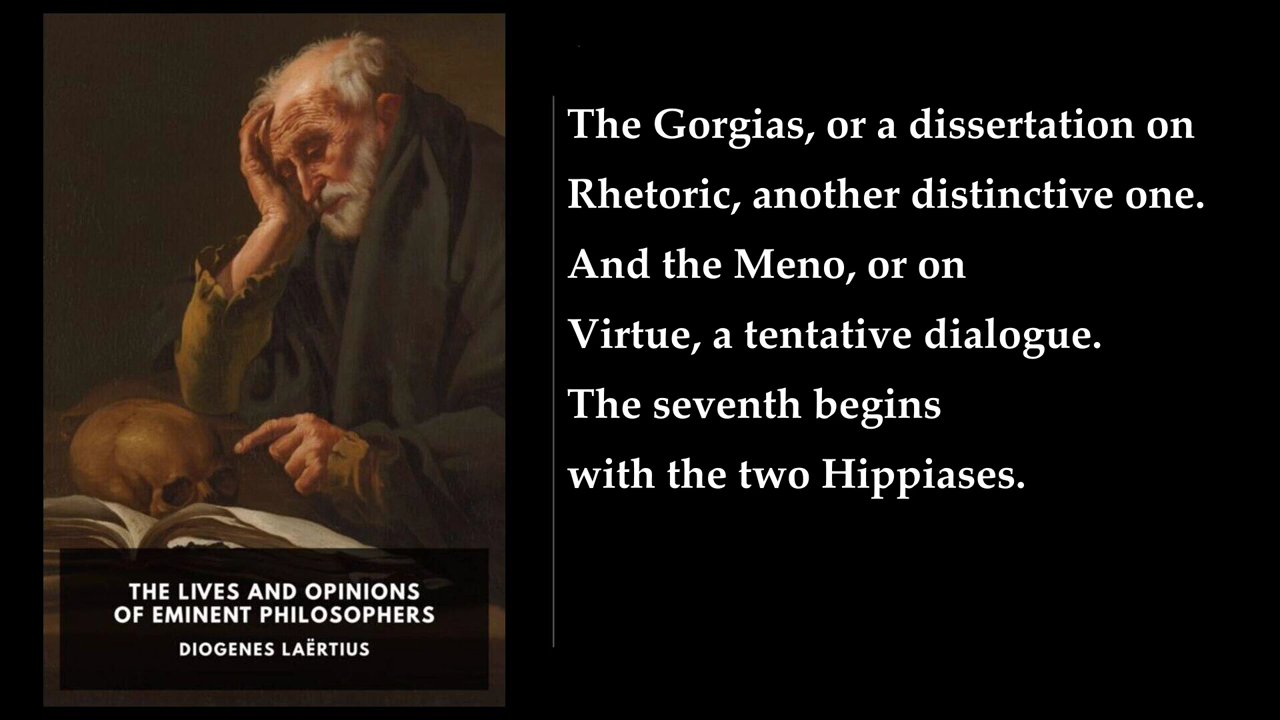 THE LIVES AND OPINIONS
OF EMINENT PHILOSOPHERS
DIOGENES LAËRTIUS
The Gorgias, or a dissertation on
Rhetoric, another distinctive one.
And the Meno, or on
Virtue, a tentative dialogue.
The seventh begins
with the two Hippiases.